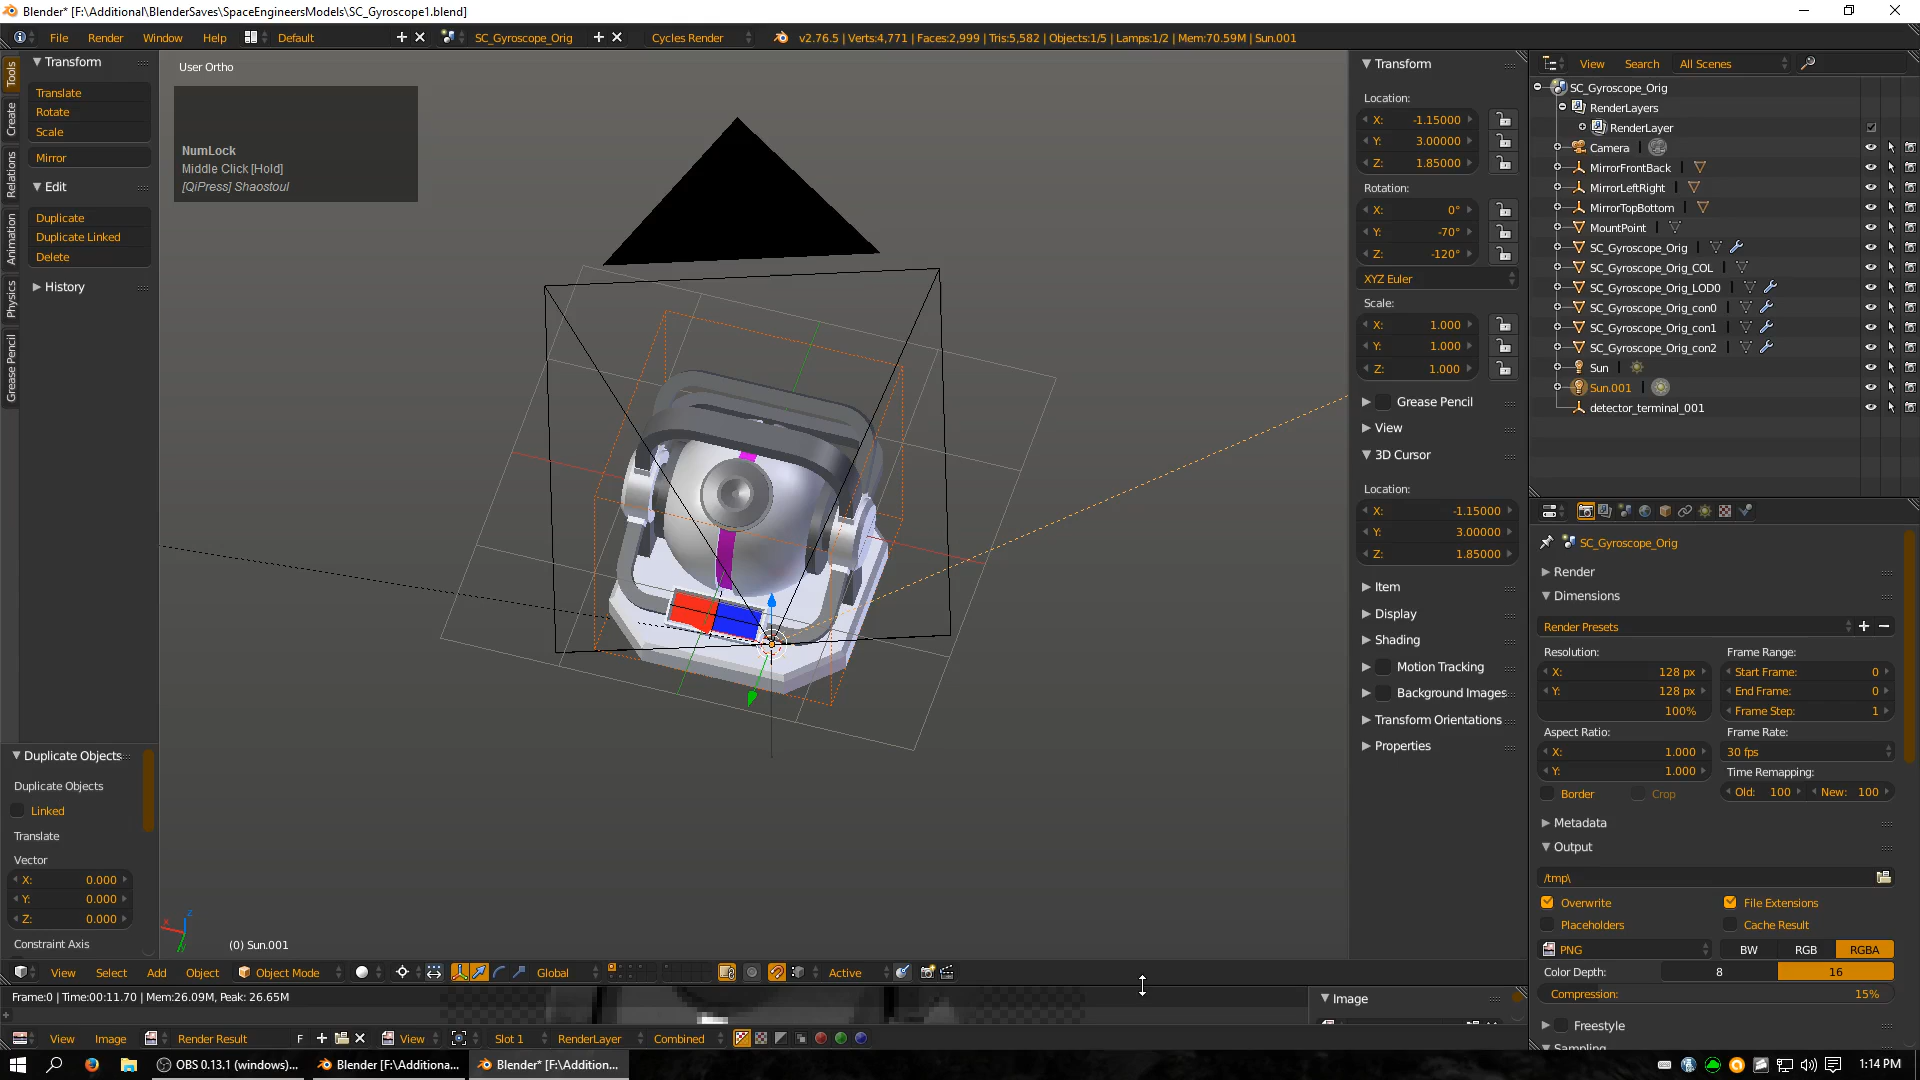 Blender* [F:\Additional\BlenderSaves\SpaceEngineersModels\SC_Gyroscope1.blend]
File Render Window Help Default SC_Gyroscope_Orig Cycles Render v2.76.5 | Verts:4,771 | Faces:2,999 | Tris:5,582 | Objects:1/5 | Lamps:1/2 | Mem:70.59M | Sun.001
Tools
Create
Relations
Animation
Physics
Grease Pencil
Transform
Translate
Rotate
Scale
Mirror
Edit
Duplicate
Duplicate Linked
Delete
History
Duplicate Objects
Duplicate Objects
Linked
Translate
Vector
X: 0.000
Y: 0.000
Z: 0.000
Constraint Axis
User Ortho
NumLock
Middle Click [Hold]
[QiPress] Shaostoul
(0) Sun.001
Transform
Location:
X: -1.15000
Y: 3.00000
Z: 1.85000
Rotation:
X: 0°
Y: -70°
Z: -120°
XYZ Euler
Scale:
X: 1.000
Y: 1.000
Z: 1.000
Grease Pencil
View
3D Cursor
Location:
X: -1.15000
Y: 3.00000
Z: 1.85000
Item
Display
Shading
Motion Tracking
Background Images
Transform Orientations
Properties
View Search All Scenes
SC_Gyroscope_Orig
RenderLayers
RenderLayer
Camera
MirrorFrontBack
MirrorLeftRight
MirrorTopBottom
MountPoint
SC_Gyroscope_Orig
SC_Gyroscope_Orig_COL
SC_Gyroscope_Orig_LOD0
SC_Gyroscope_Orig_con0
SC_Gyroscope_Orig_con1
SC_Gyroscope_Orig_con2
Sun
Sun.001
detector_terminal_001
SC_Gyroscope_Orig
Render
Dimensions
Render Presets
Resolution: Frame Range:
X: 128 px Start Frame: 0
Y: 128 px End Frame: 0
100% Frame Step: 1
Aspect Ratio: Frame Rate:
X: 1.000 30 fps
Y: 1.000 Time Remapping:
Border Crop Old: 100 New: 100
Metadata
Output
/tmp\
Overwrite File Extensions
Placeholders Cache Result
PNG BW RGB RGBA
Color Depth: 8 16
Compression: 15%
Freestyle
Sampling
View Select Add Object Object Mode Global Active
Frame:0 | Time:00:11.70 | Mem:26.09M, Peak: 26.65M
Image
View Image Render Result F View Slot 1 RenderLayer Combined
OBS 0.13.1 (windows)... Blender [F:\Additiona... Blender* [F:\Addition... 1:14 PM